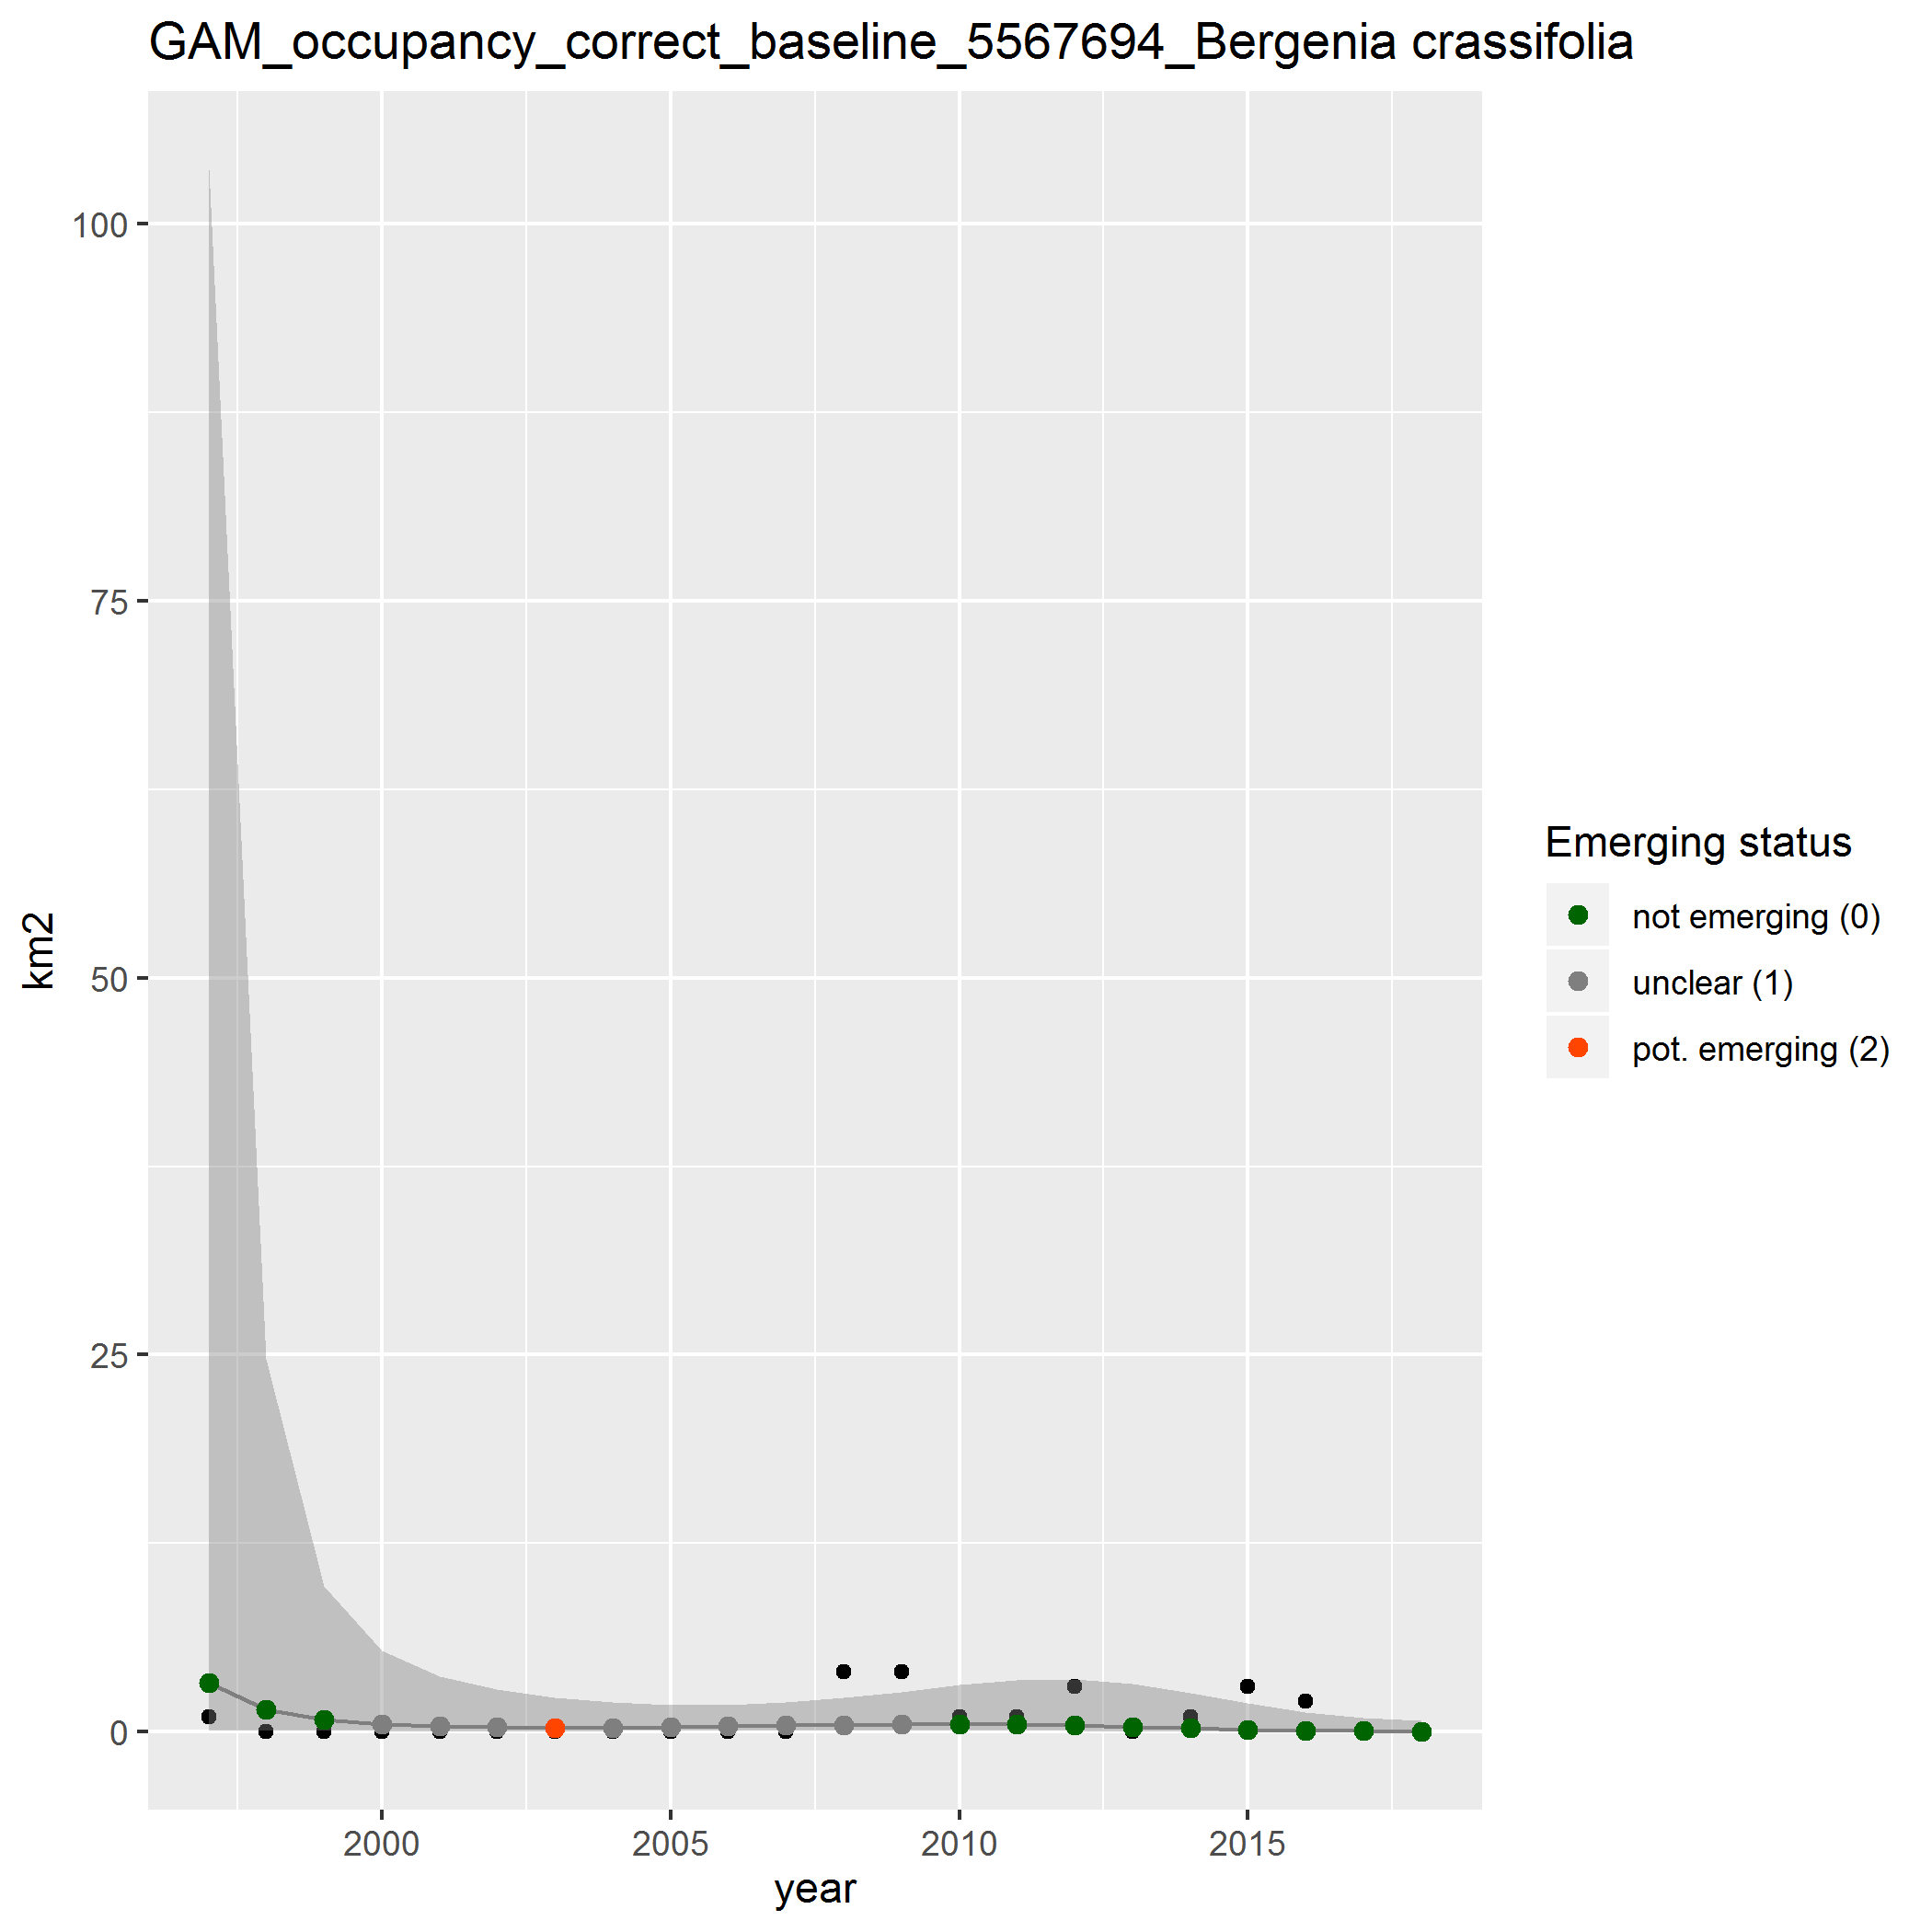 GAM_occupancy_correct_baseline_5567694_Bergenia crassifolia
100
75
50
25
0
km2
2000
2005
2010
2015
year
Emerging status
not emerging (0)
unclear (1)
pot. emerging (2)